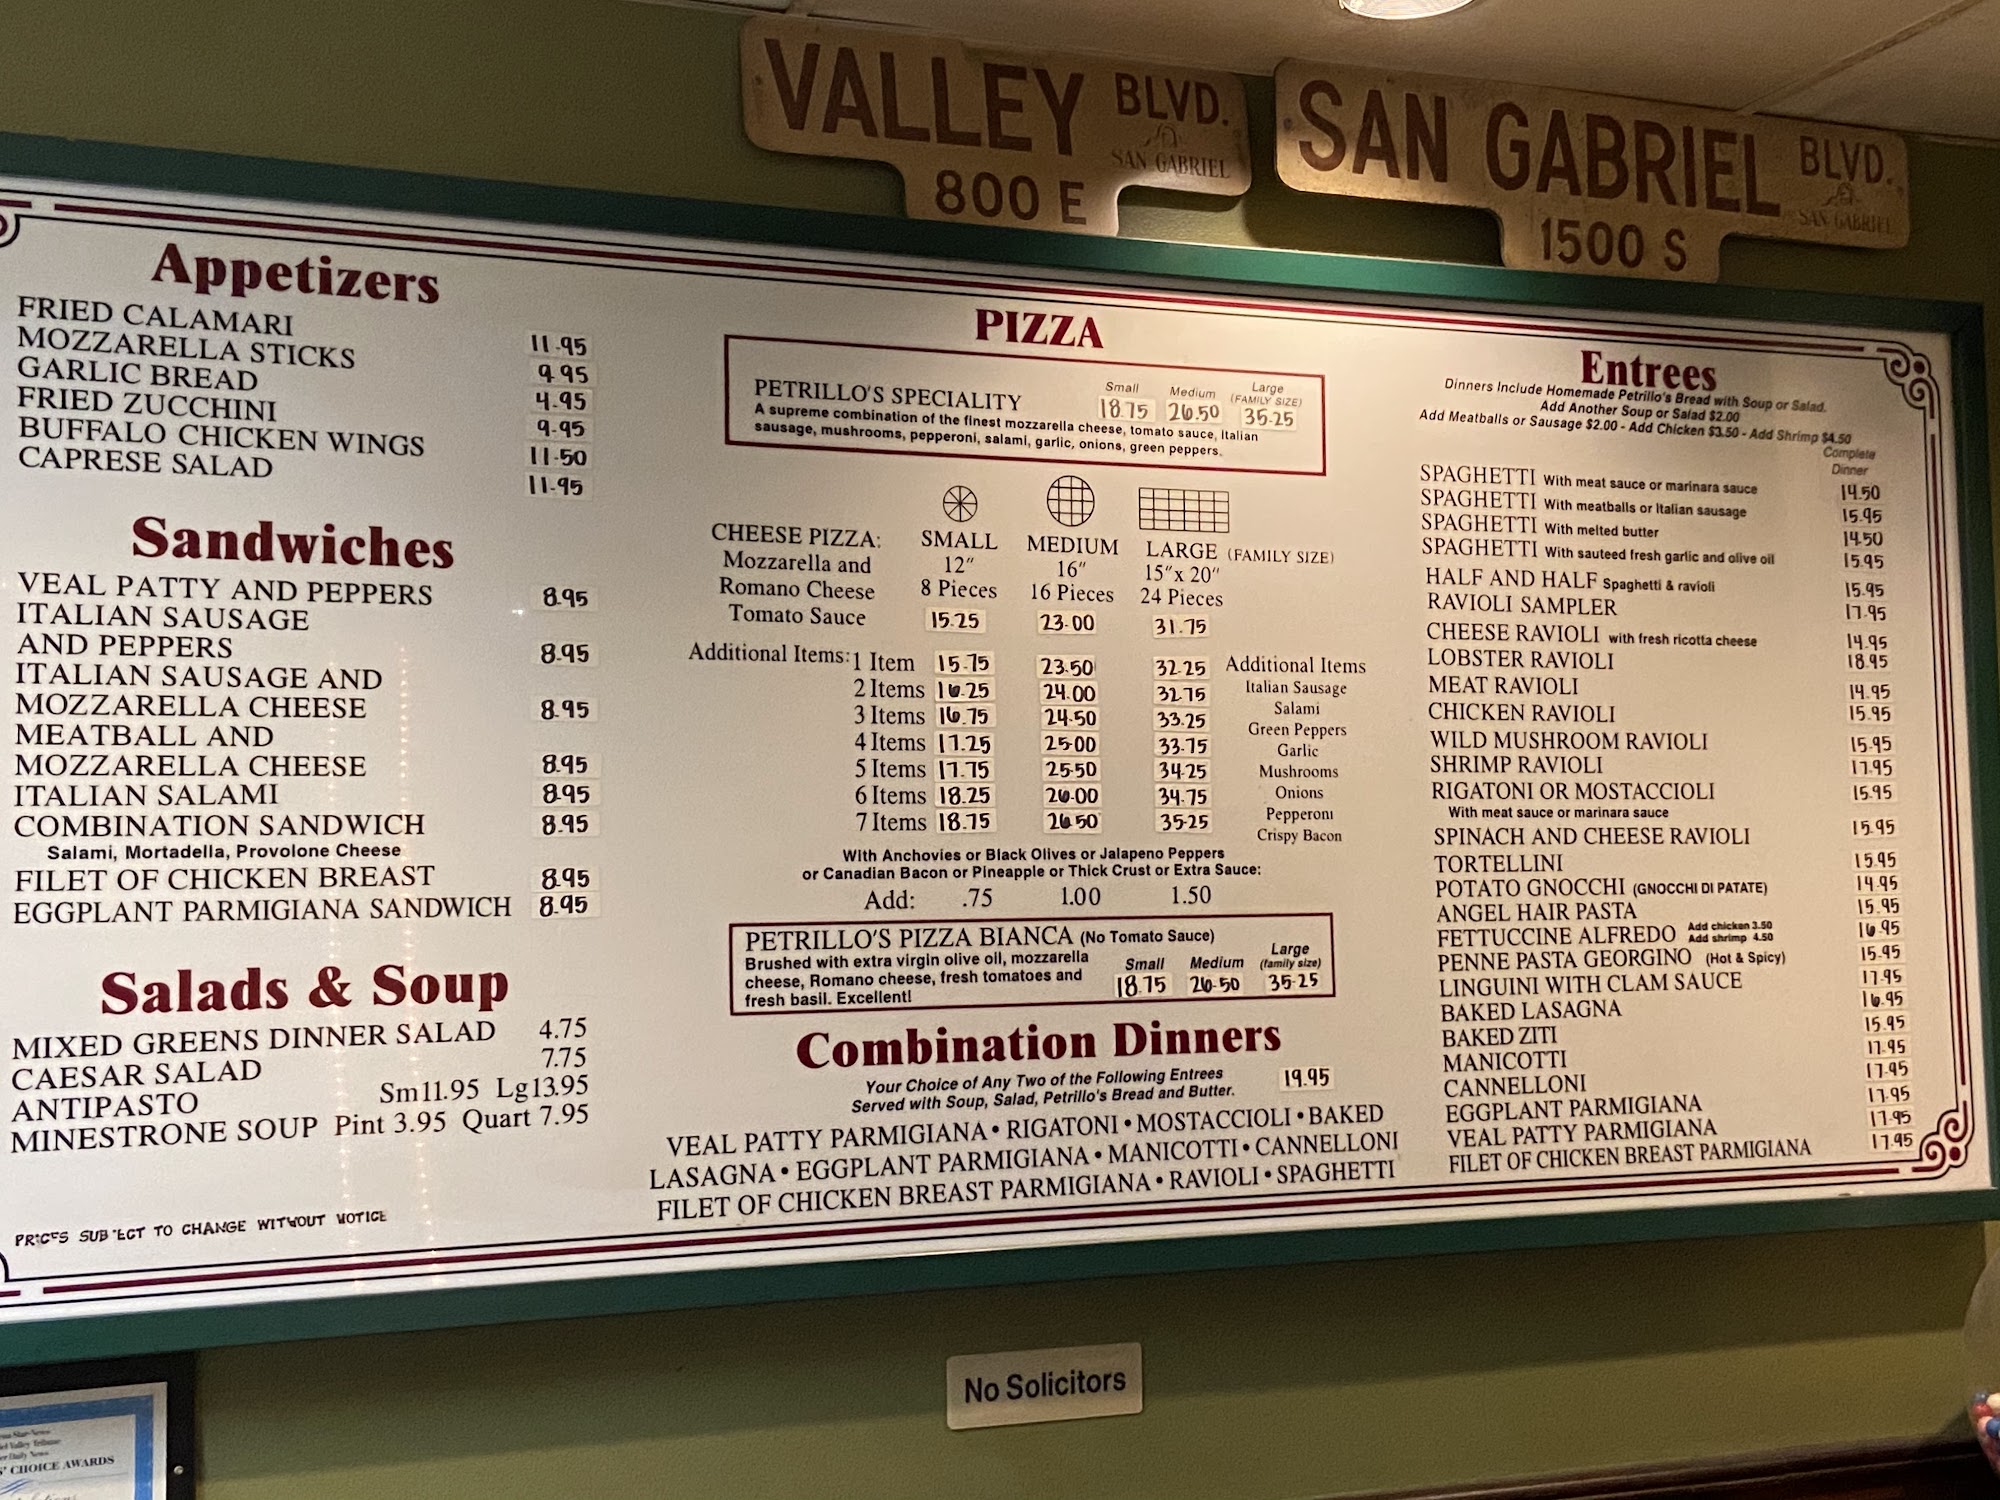 VALLEY BLVD.
SAN GABRIEL
800 E
SAN GABRIEL BLVD.
SAN GABRIEL
1500 S
Appetizers
FRIED CALAMARI 11.95
MOZZARELLA STICKS 9.95
GARLIC BREAD 4.95
FRIED ZUCCHINI 9.95
BUFFALO CHICKEN WINGS 11.50
CAPRESE SALAD 11.95
Sandwiches
VEAL PATTY AND PEPPERS 8.95
ITALIAN SAUSAGE
AND PEPPERS 8.95
ITALIAN SAUSAGE AND
MOZZARELLA CHEESE 8.95
MEATBALL AND
MOZZARELLA CHEESE 8.95
ITALIAN SALAMI 8.95
COMBINATION SANDWICH 8.95
Salami, Mortadella, Provolone Cheese
FILET OF CHICKEN BREAST 8.95
EGGPLANT PARMIGIANA SANDWICH 8.95
Salads & Soup
MIXED GREENS DINNER SALAD 4.75
CAESAR SALAD 7.75
ANTIPASTO Sm11.95 Lg13.95
MINESTRONE SOUP Pint 3.95 Quart 7.95
PRICES SUBJECT TO CHANGE WITHOUT NOTICE
PIZZA
PETRILLO'S SPECIALITY
Small Medium Large
(FAMILY SIZE)
18.75 26.50 35.25
A supreme combination of the finest mozzarella cheese, tomato sauce, Italian
sausage, mushrooms, pepperoni, salami, garlic, onions, green peppers.
CHEESE PIZZA: SMALL MEDIUM LARGE (FAMILY SIZE)
Mozzarella and 12" 16" 15"x 20"
Romano Cheese 8 Pieces 16 Pieces 24 Pieces
Tomato Sauce 15.25 23.00 31.75
Additional Items: 1 Item 15.75 23.50 32.25
2 Items 16.25 24.00 32.75
3 Items 16.75 24.50 33.25
4 Items 17.25 25.00 33.75
5 Items 17.75 25.50 34.25
6 Items 18.25 26.00 34.75
7 Items 18.75 26.50 35.25
Additional Items
Italian Sausage
Salami
Green Peppers
Garlic
Mushrooms
Onions
Pepperoni
Crispy Bacon
With Anchovies or Black Olives or Jalapeno Peppers
or Canadian Bacon or Pineapple or Thick Crust or Extra Sauce:
Add: .75 1.00 1.50
PETRILLO'S PIZZA BIANCA (No Tomato Sauce)
Brushed with extra virgin olive oil, mozzarella
cheese, Romano cheese, fresh tomatoes and
fresh basil. Excellent!
Small Medium Large
(family size)
18.75 26.50 35.25
Combination Dinners
Your Choice of Any Two of the Following Entrees 19.95
Served with Soup, Salad, Petrillo's Bread and Butter.
VEAL PATTY PARMIGIANA • RIGATONI • MOSTACCIOLI • BAKED
LASAGNA • EGGPLANT PARMIGIANA • MANICOTTI • CANNELLONI
FILET OF CHICKEN BREAST PARMIGIANA • RAVIOLI • SPAGHETTI
Entrees
Dinners Include Homemade Petrillo's Bread with Soup or Salad.
Add Another Soup or Salad $2.00
Add Meatballs or Sausage $2.00 - Add Chicken $3.50 - Add Shrimp $4.50
Complete
Dinner
SPAGHETTI With meat sauce or marinara sauce 14.50
SPAGHETTI With meatballs or Italian sausage 15.95
SPAGHETTI With melted butter 14.50
SPAGHETTI With sauteed fresh garlic and olive oil 15.95
HALF AND HALF Spaghetti & ravioli 15.95
RAVIOLI SAMPLER 17.95
CHEESE RAVIOLI with fresh ricotta cheese 14.95
LOBSTER RAVIOLI 18.95
MEAT RAVIOLI 14.95
CHICKEN RAVIOLI 15.95
WILD MUSHROOM RAVIOLI 15.95
SHRIMP RAVIOLI 17.95
RIGATONI OR MOSTACCIOLI 15.95
With meat sauce or marinara sauce
SPINACH AND CHEESE RAVIOLI 15.95
TORTELLINI 15.95
POTATO GNOCCHI (GNOCCHI DI PATATE) 14.95
ANGEL HAIR PASTA 15.95
FETTUCCINE ALFREDO Add chicken 3.50 Add shrimp 4.50 16.95
PENNE PASTA GEORGINO (Hot & Spicy) 15.95
LINGUINI WITH CLAM SAUCE 17.95
BAKED LASAGNA 16.95
BAKED ZITI 15.95
MANICOTTI 17.95
CANNELLONI 17.95
EGGPLANT PARMIGIANA 17.95
VEAL PATTY PARMIGIANA 17.95
FILET OF CHICKEN BREAST PARMIGIANA 17.95
No Solicitors
CHOICE AWARDS